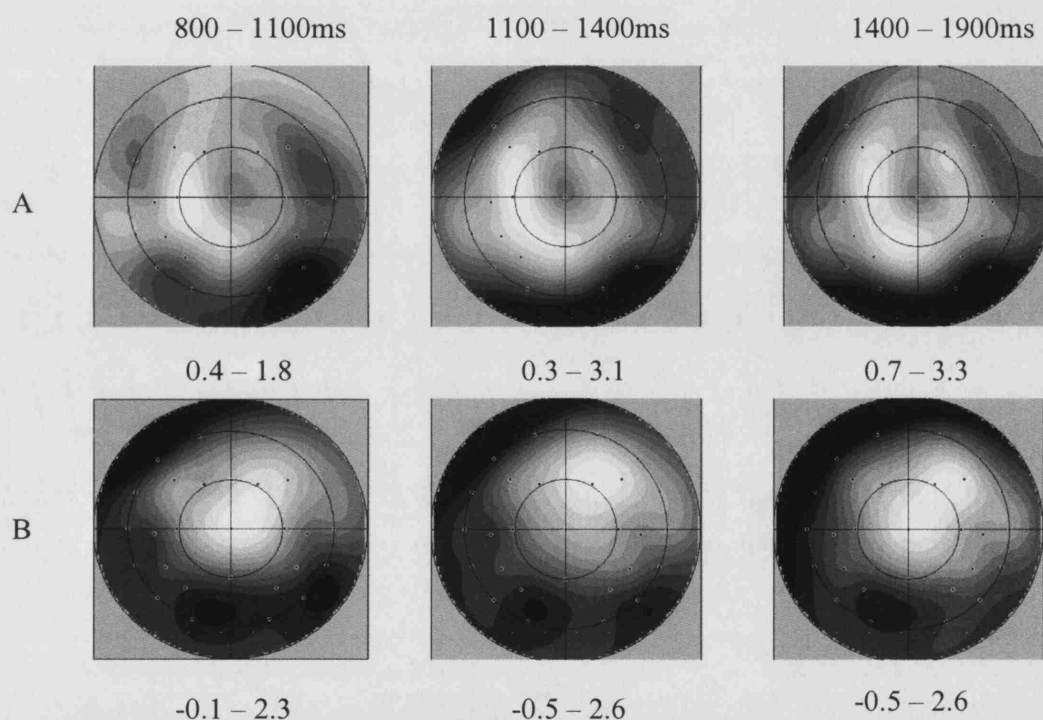 800 – 1100ms 1100 – 1400ms 1400 – 1900ms
A
0.4 – 1.8 0.3 – 3.1 0.7 – 3.3
B
-0.1 – 2.3 -0.5 – 2.6 -0.5 – 2.6